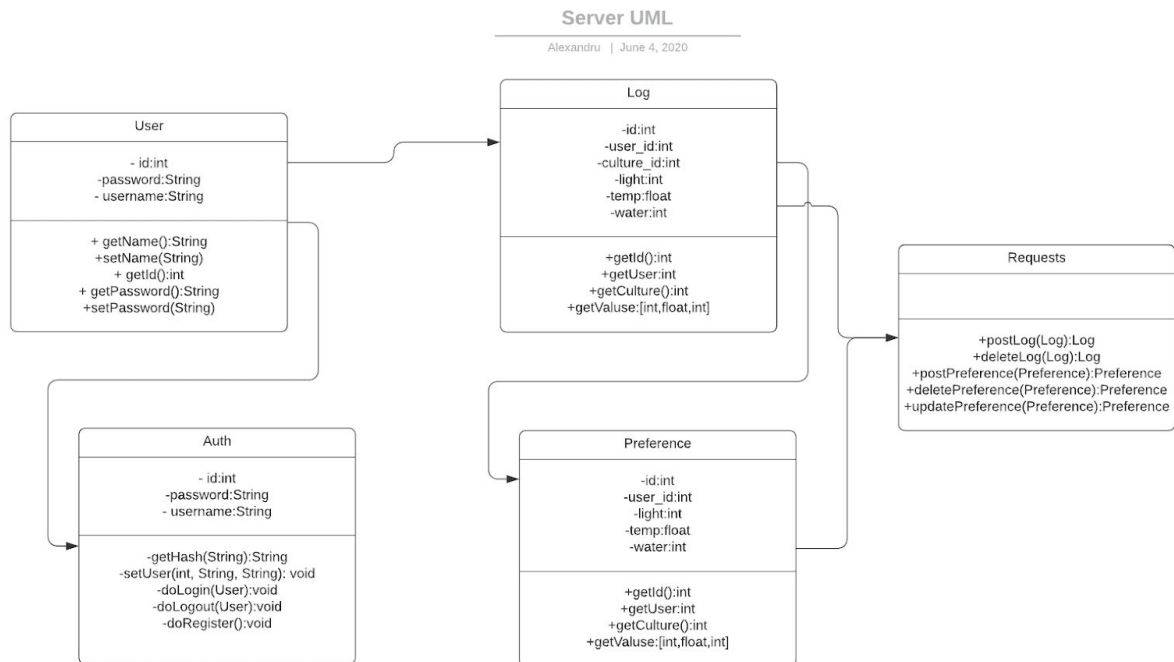 Server UML
Alexandru | June 4, 2020
User
- id:int
-password:String
- username:String
+ getName():String
+setName(String)
+ getId():int
+ getPassword():String
+setPassword(String)
Log
-id:int
-user_id:int
-culture_id:int
-light:int
-temp:float
-water:int
+getId():int
+getUser:int
+getCulture():int
+getValuse:[int,float,int]
Requests
+postLog(Log):Log
+deleteLog(Log):Log
+postPreference(Preference):Preference
+deletePreference(Preference):Preference
+updatePreference(Preference):Preference
Auth
- id:int
-password:String
- username:String
-getHash(String):String
-setUser(int, String, String): void
-doLogin(User):void
-doLogout(User):void
-doRegister():void
Preference
-id:int
-user_id:int
-light:int
-temp:float
-water:int
+getId():int
+getUser:int
+getCulture():int
+getValuse:[int,float,int]